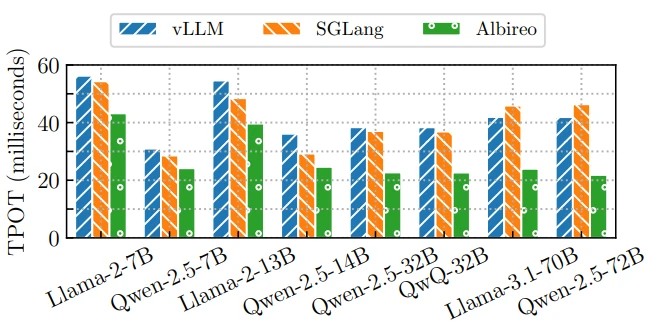 vLLM SGLang Albireo
TPOT (milliseconds)
60
40
20
0
Llama-2-7B
Qwen-2.5-7B
Llama-2-13B
Qwen-2.5-14B
Qwen-2.5-32B
QwQ-32B
Llama-3.1-70B
Qwen-2.5-72B